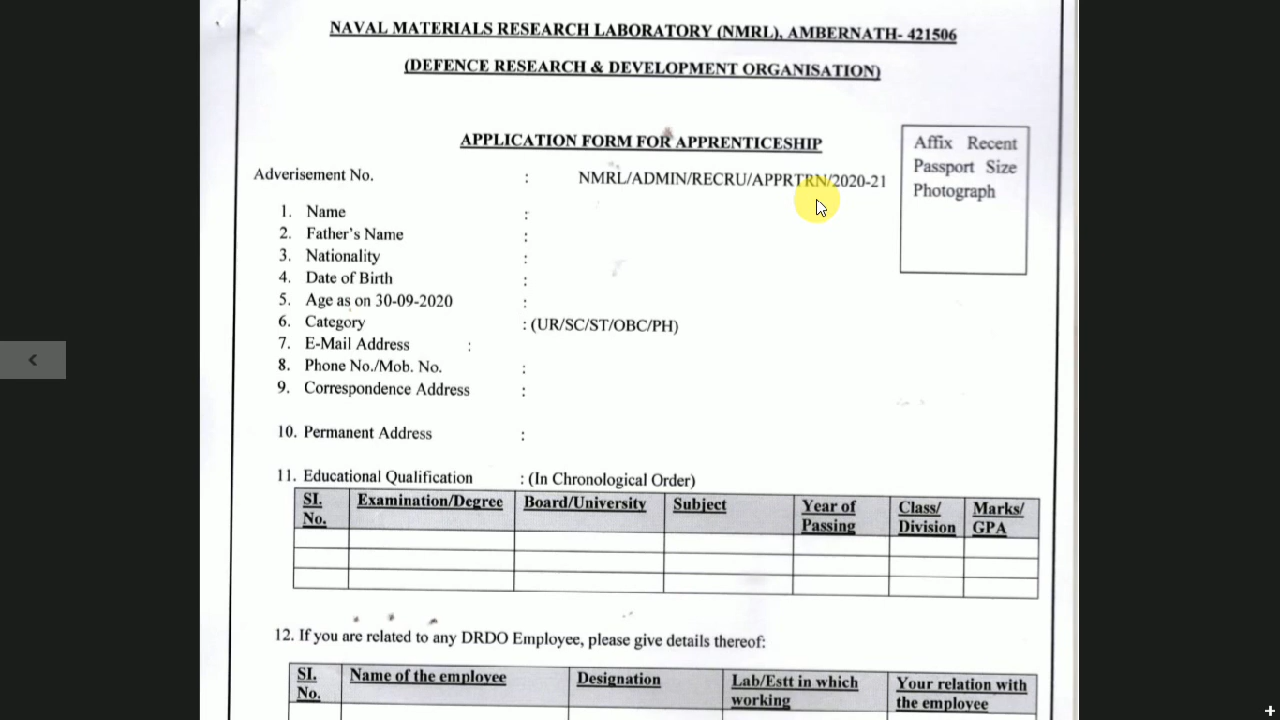 NAVAL MATERIALS RESEARCH LABORATORY (NMRL), AMBERNATH- 421506
(DEFENCE RESEARCH & DEVELOPMENT ORGANISATION)
APPLICATION FORM FOR APPRENTICESHIP
Affix Recent
Passport Size
Photograph
Adverisement No. : NMRL/ADMIN/RECRU/APPRTRN/2020-21
1. Name :
2. Father's Name :
3. Nationality :
4. Date of Birth :
5. Age as on 30-09-2020 :
6. Category : (UR/SC/ST/OBC/PH)
7. E-Mail Address :
8. Phone No./Mob. No. :
9. Correspondence Address :
10. Permanent Address :
11. Educational Qualification : (In Chronological Order)
SI. No. Examination/Degree Board/University Subject Year of Passing Class/ Division Marks/ GPA
12. If you are related to any DRDO Employee, please give details thereof:
SI. No. Name of the employee Designation Lab/Estt in which working Your relation with the employee